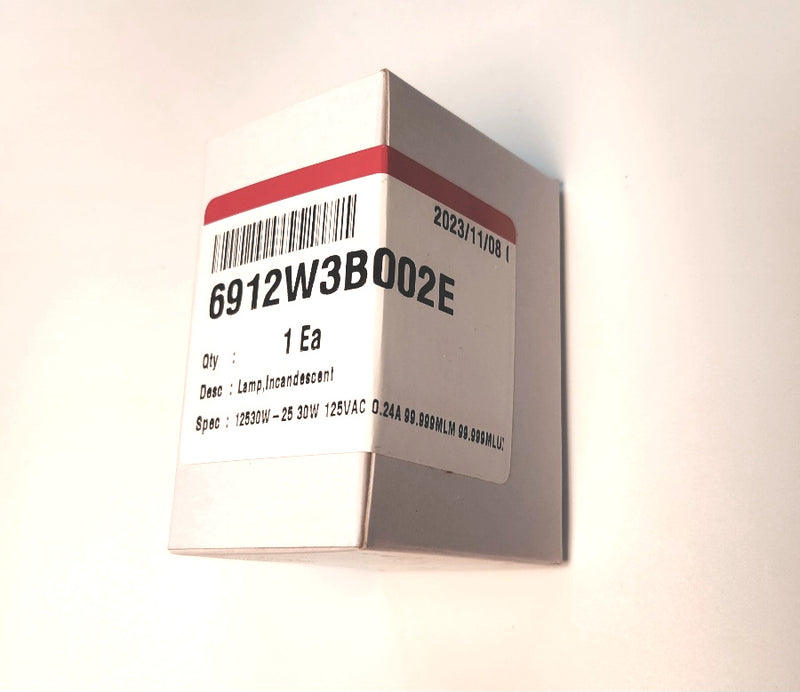 2023/11/08
6912W3B002E
Qty : 1 Ea
Desc : Lamp,Incandescent
Spec : 12530W-25 30W 125VAC 0.24A 99.999MLM 99.999MLU